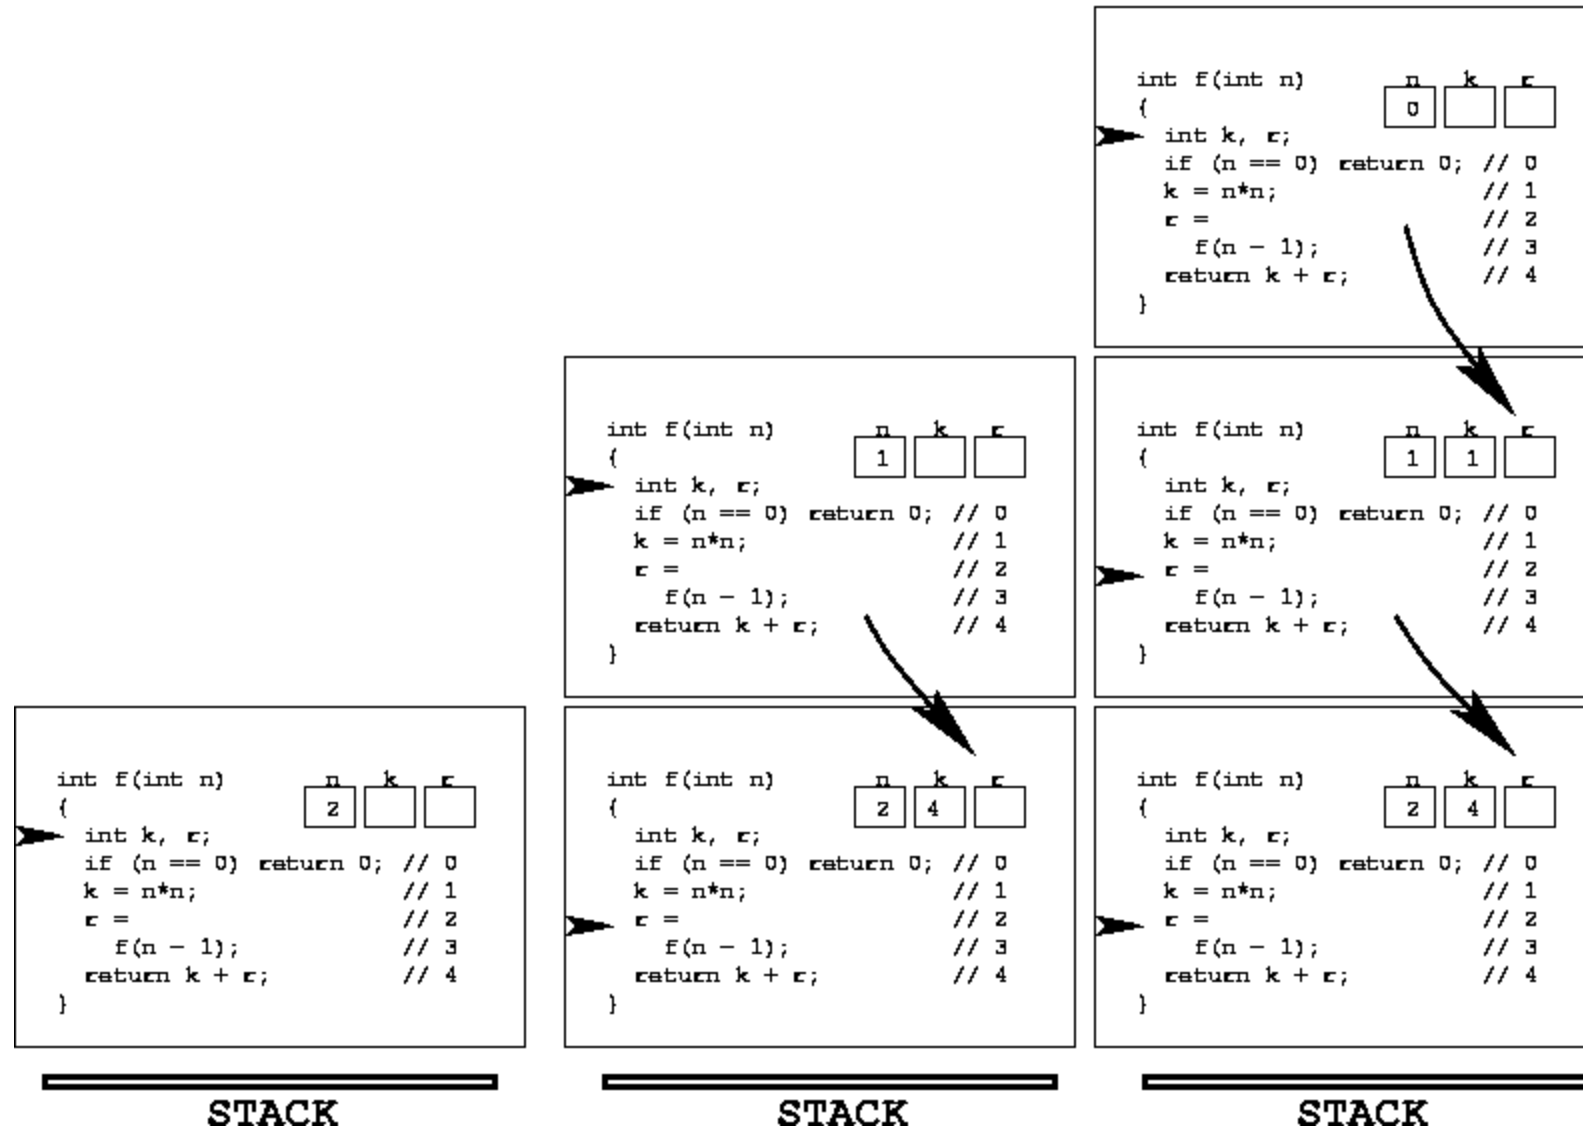 int f(int n)
n k r
{
0
int k, r;
if (n == 0) return 0; // 0
k = n*n; // 1
r = // 2
f(n - 1); // 3
return k + r; // 4
}
int f(int n)
n k r
{
1
int k, r;
if (n == 0) return 0; // 0
k = n*n; // 1
r = // 2
f(n - 1); // 3
return k + r; // 4
}
int f(int n)
n k r
{
1 1
int k, r;
if (n == 0) return 0; // 0
k = n*n; // 1
r = // 2
f(n - 1); // 3
return k + r; // 4
}
int f(int n)
n k r
{
2
int k, r;
if (n == 0) return 0; // 0
k = n*n; // 1
r = // 2
f(n - 1); // 3
return k + r; // 4
}
int f(int n)
n k r
{
2 4
int k, r;
if (n == 0) return 0; // 0
k = n*n; // 1
r = // 2
f(n - 1); // 3
return k + r; // 4
}
int f(int n)
n k r
{
2 4
int k, r;
if (n == 0) return 0; // 0
k = n*n; // 1
r = // 2
f(n - 1); // 3
return k + r; // 4
}
STACK
STACK
STACK